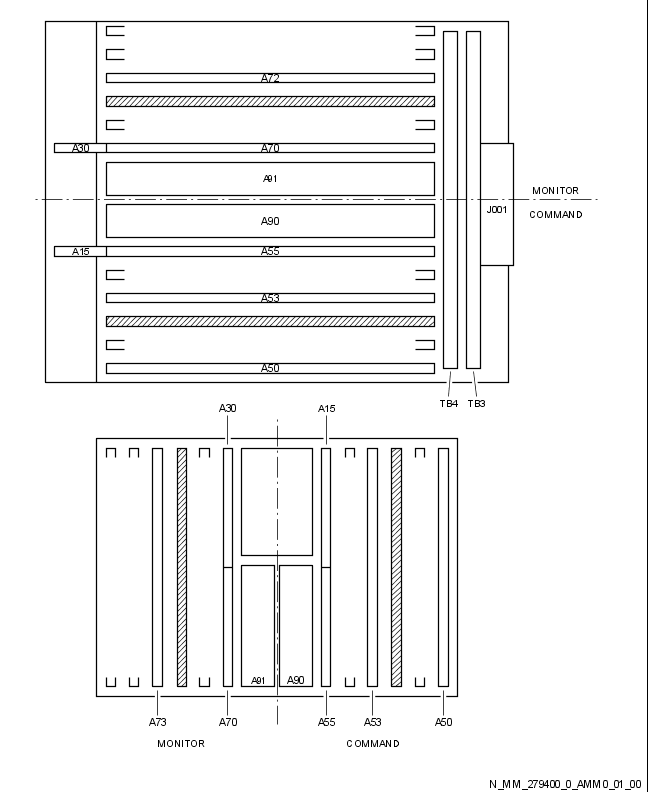 A72
A30 A70
A91
MONITOR
J001
A90
COMMAND
A15 A55
A53
A50
TB4 TB3
A30 A15
A91 A90
A73 A70 A55 A53 A50
MONITOR COMMAND
N_MM_279400_0_AMM0_01_00